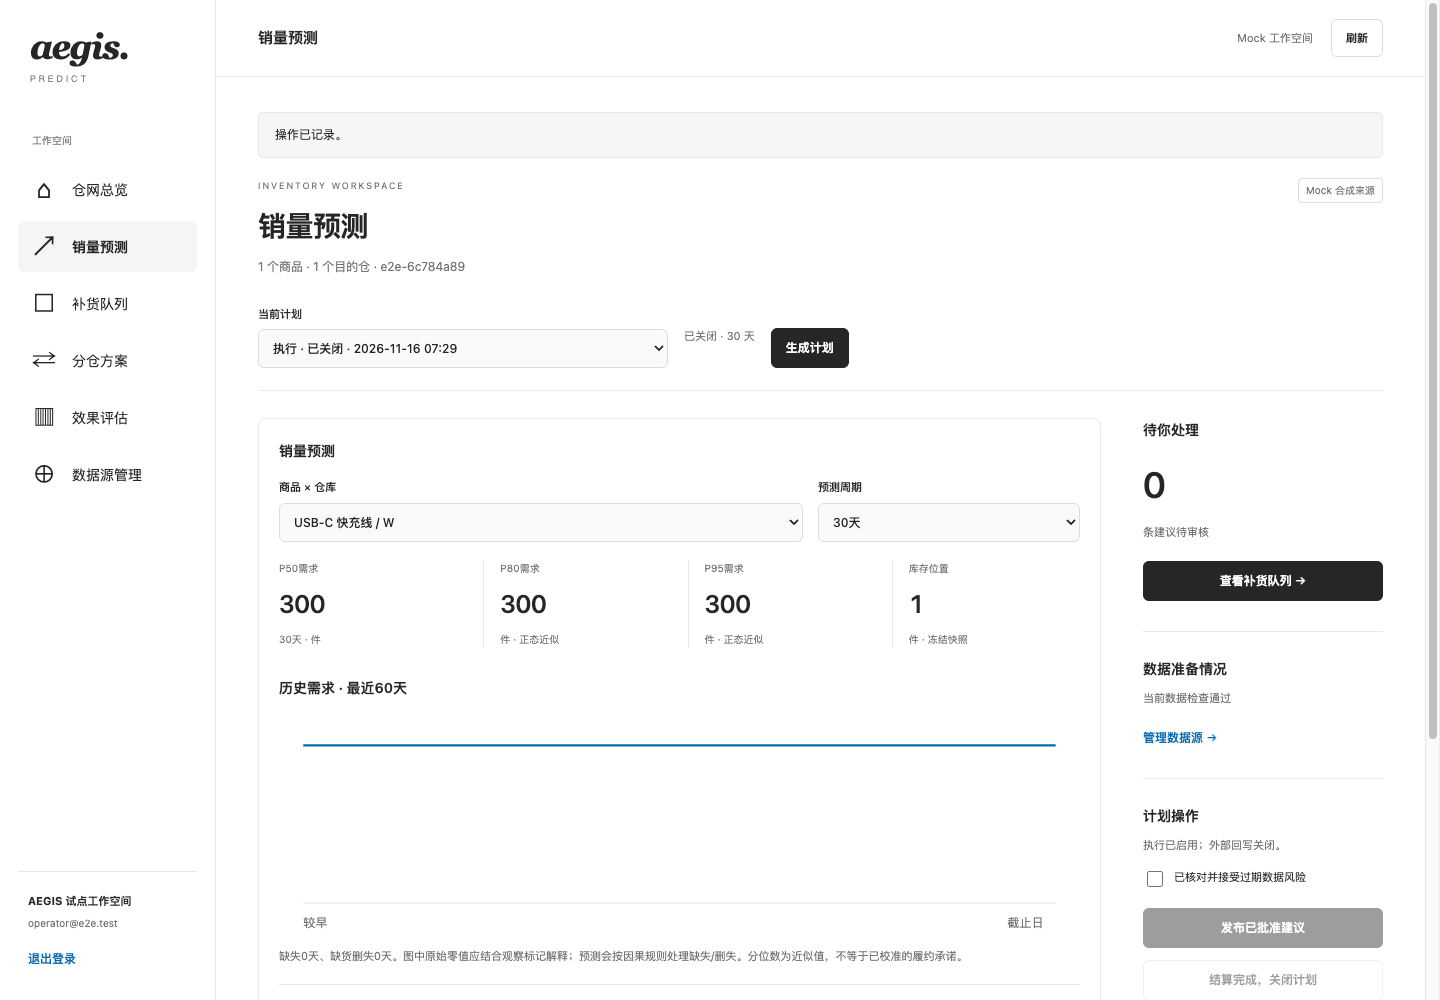 aegis.
PREDICT
工作空间
仓网总览
销量预测
补货队列
分仓方案
效果评估
数据源管理
AEGIS 试点工作空间
operator@e2e.test
退出登录
销量预测
Mock 工作空间
刷新
操作已记录。
INVENTORY WORKSPACE
Mock 合成来源
销量预测
1 个商品 · 1 个目的仓 · e2e-6c784a89
当前计划
执行 · 已关闭 · 2026-11-16 07:29
已关闭 · 30 天
生成计划
销量预测
商品 × 仓库
预测周期
USB-C 快充线 / W
30天
P50需求
P80需求
P95需求
库存位置
300
300
300
1
30天 · 件
件 · 正态近似
件 · 正态近似
件 · 冻结快照
历史需求 · 最近60天
较早
截止日
缺失0天、缺货删失0天。图中原始零值应结合观察标记解释；预测会按因果规则处理缺失/删失。分位数为近似值，不等于已校准的履约承诺。
待你处理
0
条建议待审核
查看补货队列 →
数据准备情况
当前数据检查通过
管理数据源 →
计划操作
执行已启用；外部回写关闭。
已核对并接受过期数据风险
发布已批准建议
结算完成，关闭计划